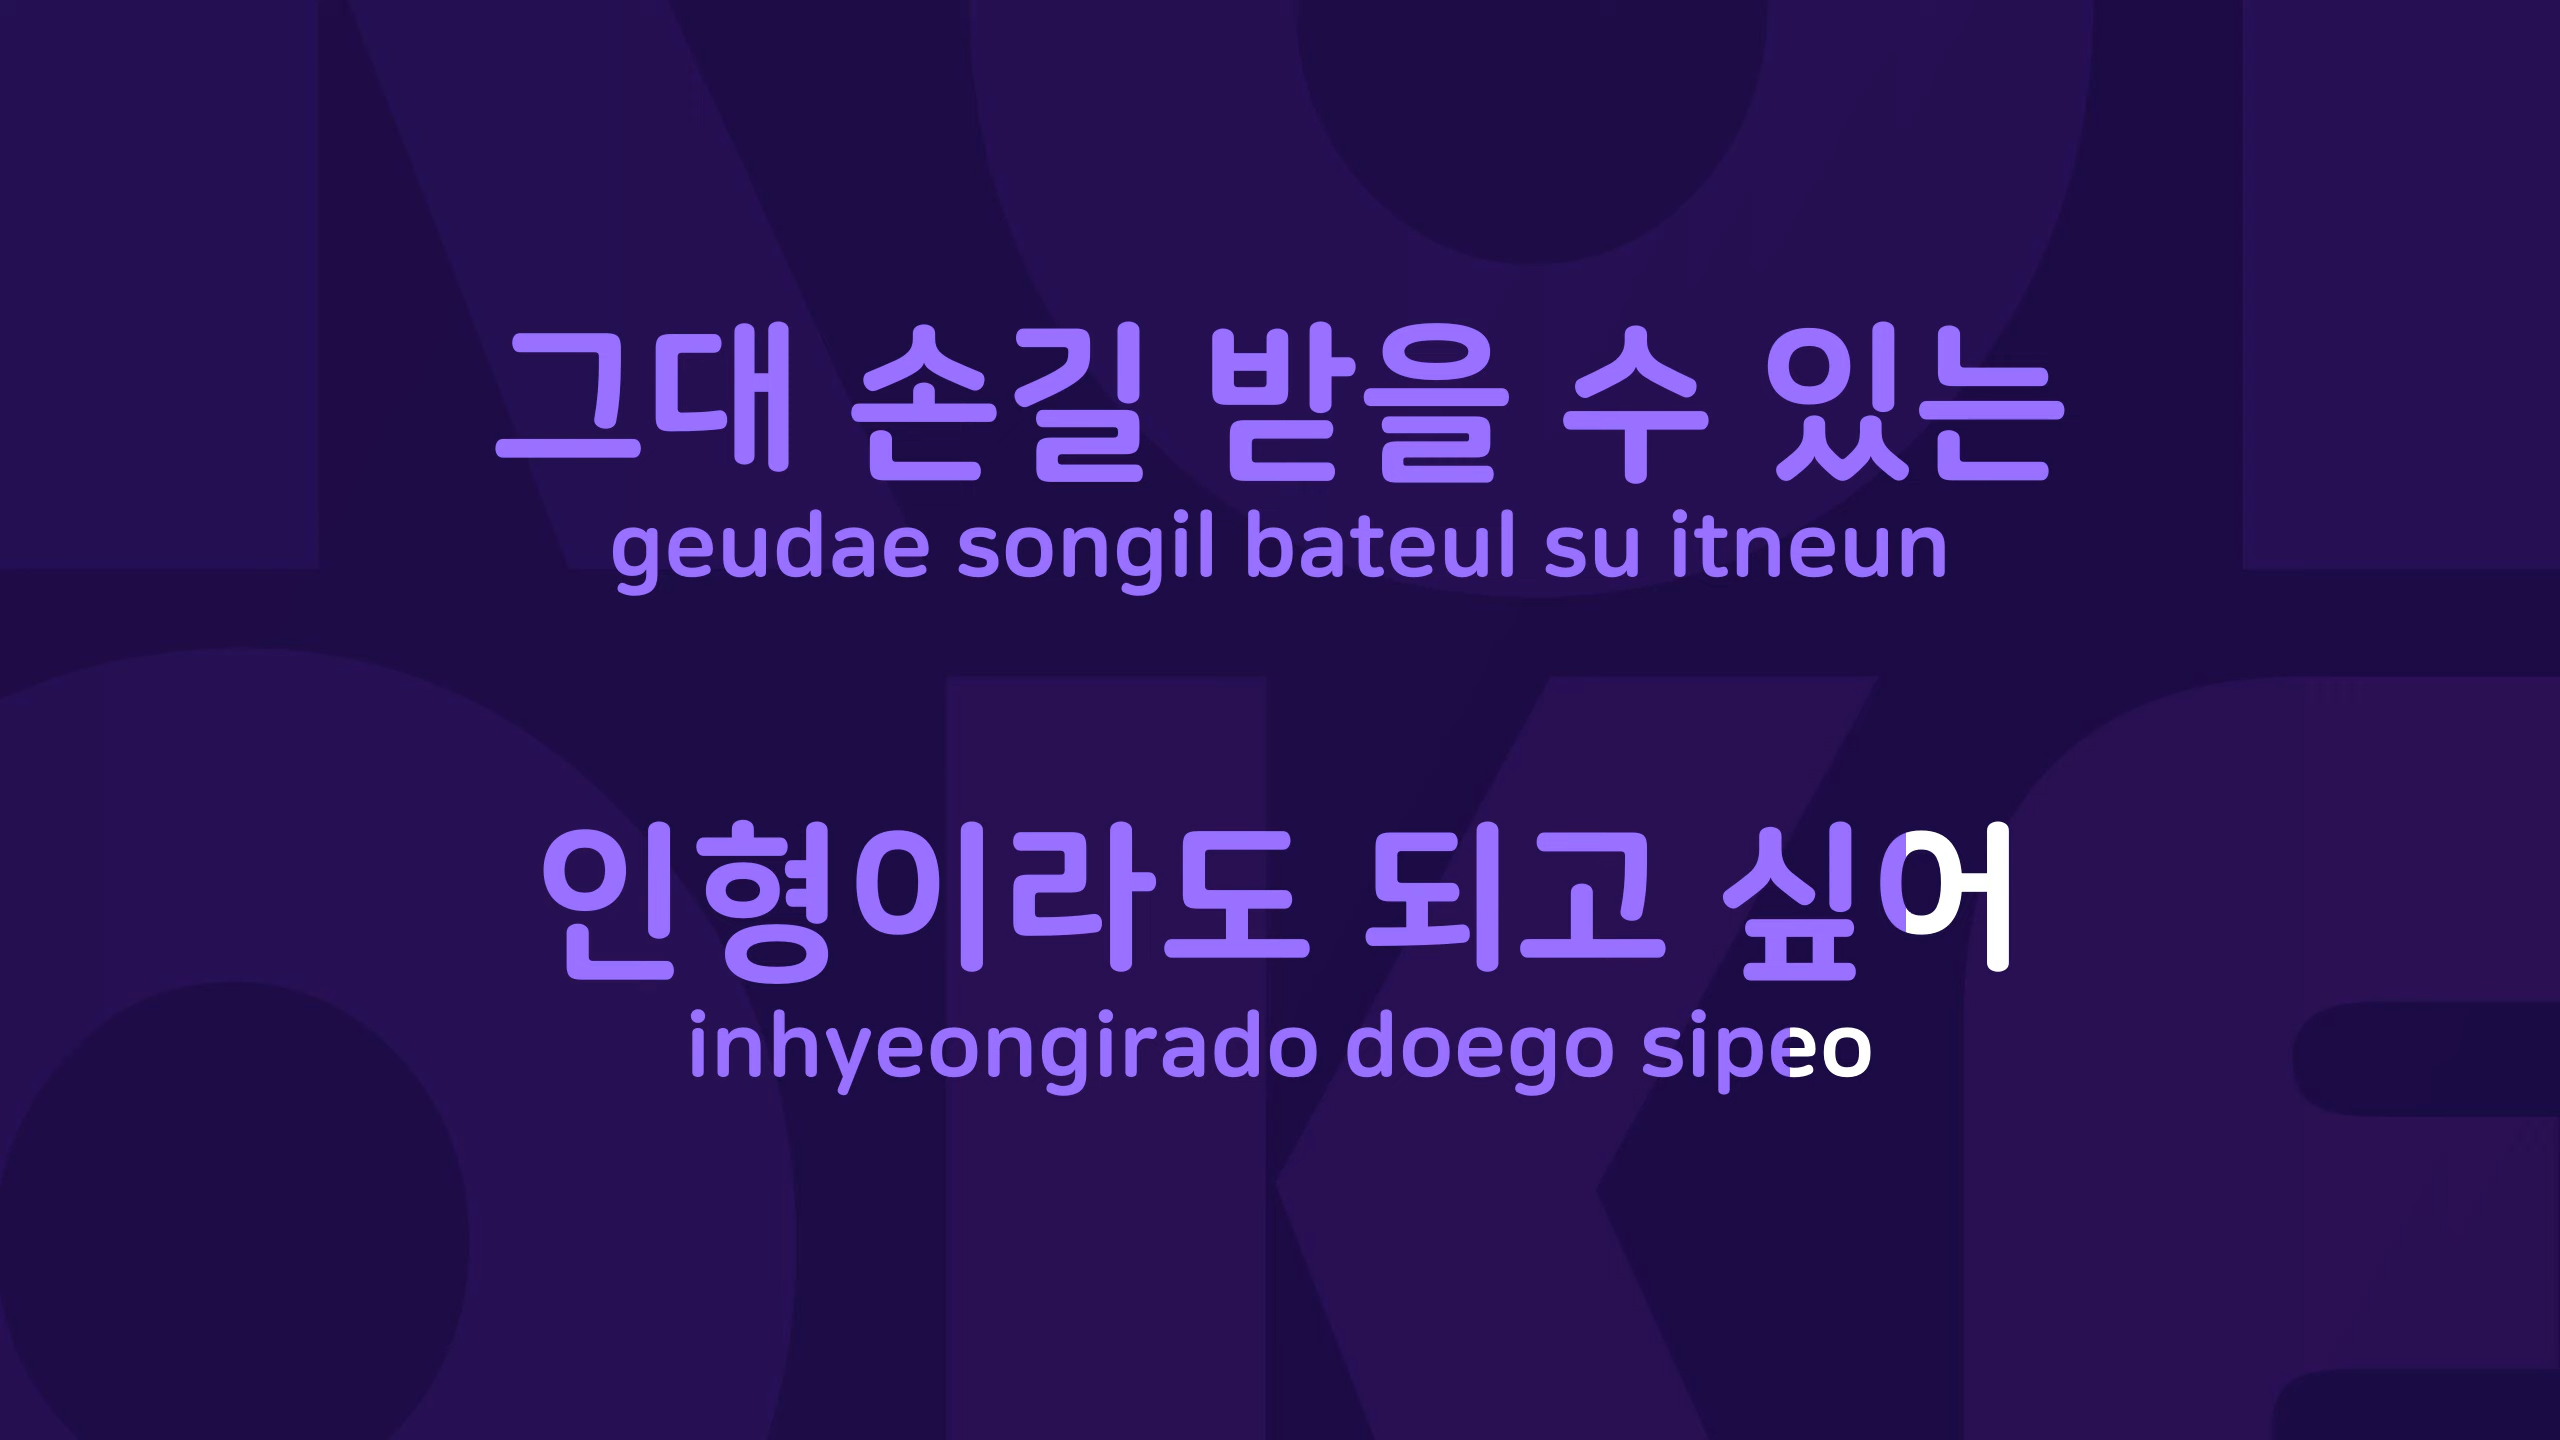 그대 손길 받을 수 있는
geudae songil bateul su itneun
인형이라도 되고 싶어
inhyeongirado doego sipeo